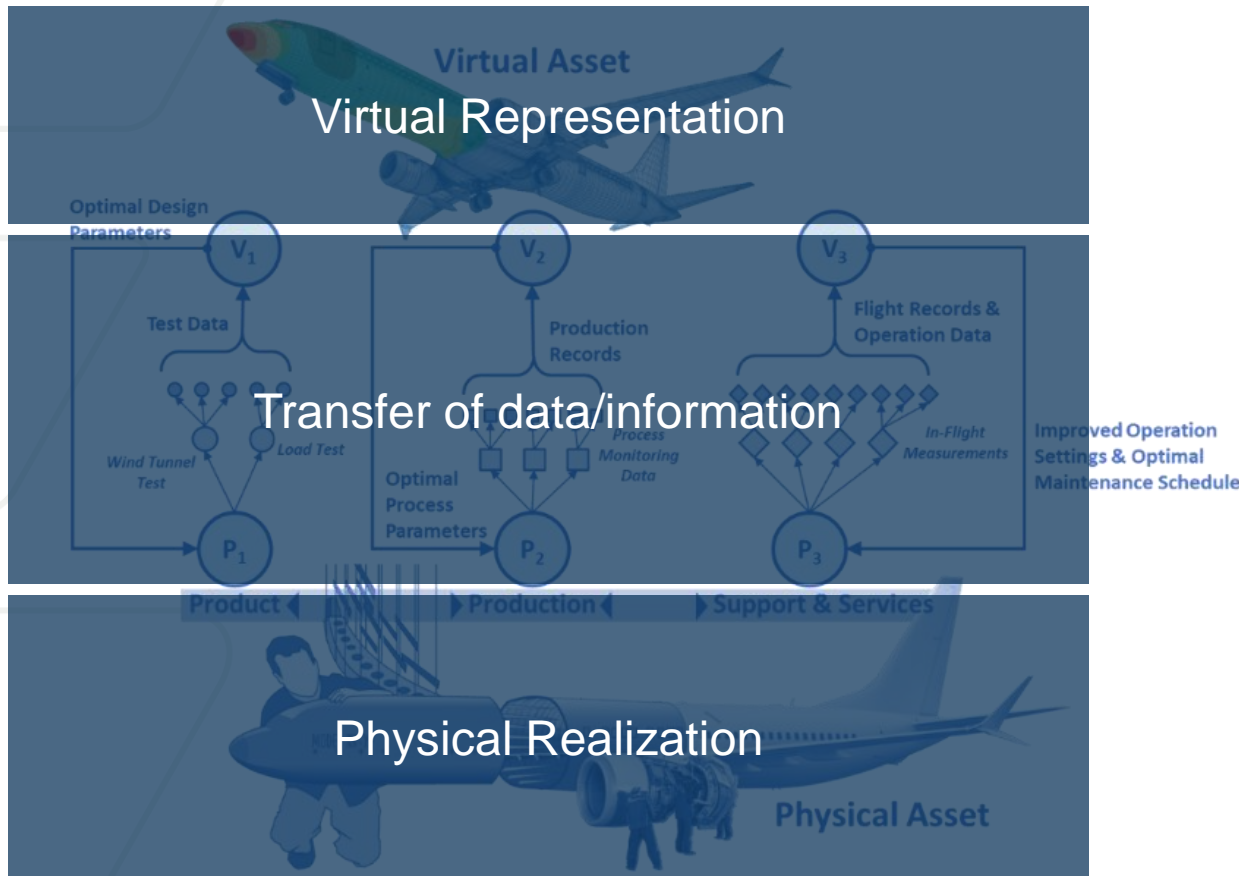 Virtual Asset
Virtual Representation
Optimal Design
Parameters
V1
V2
V3
Test Data
Production
Records
Flight Records &
Operation Data
Transfer of data/information
Wind Tunnel
Test
Load Test
Process
Monitoring
Data
In-Flight
Measurements
Improved Operation
Settings & Optimal
Maintenance Schedule
Optimal
Process
Parameters
P1
P2
P3
Product
Production
Support & Services
Physical Realization
Physical Asset